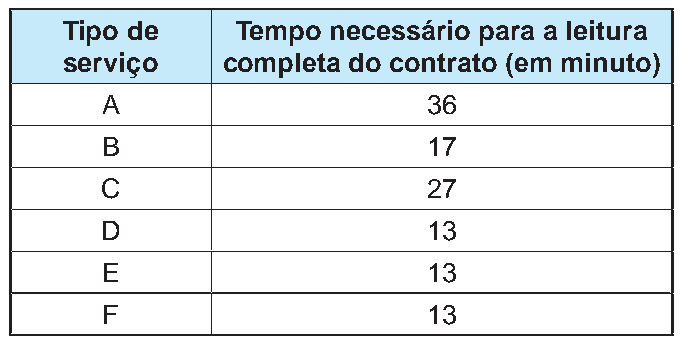 Tipo de serviço
Tempo necessário para a leitura completa do contrato (em minuto)
A 36
B 17
C 27
D 13
E 13
F 13